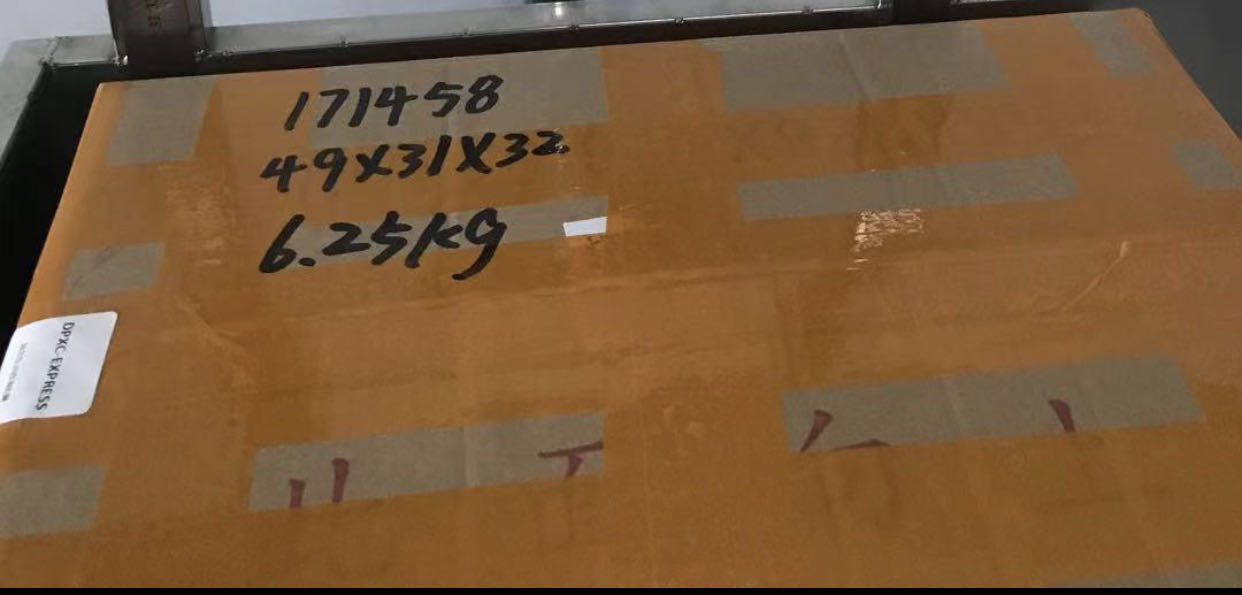 171458
49X31X32
6.25kg
DPXC-EXPRESS